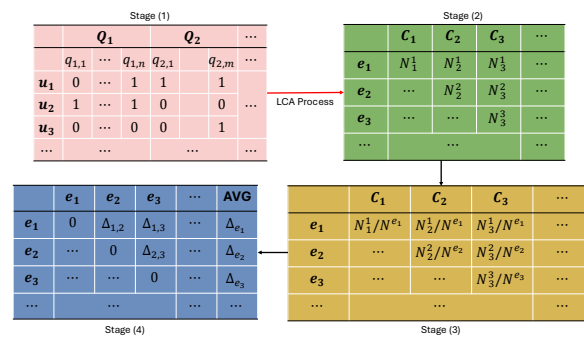 Stage (1)
Q₁ Q₂ ⋯
q₁,₁ ⋯ q₁,ₙ q₂,₁ q₂,ₘ
u₁ 0 ⋯ 1 1 1
u₂ 1 ⋯ 1 0 0 ...
u₃ 0 ⋯ 0 0 1
... ... ... ...
LCA Process
Stage (2)
C₁ C₂ C₃ ⋯
e₁ N₁¹ N₂¹ N₃¹ ⋯
e₂ ⋯ N₂² N₃² ⋯
e₃ ⋯ ⋯ N₃³ ⋯
... ⋯ ... ... ...
e₁ e₂ e₃ ⋯ AVG
e₁ 0 Δ₁,₂ Δ₁,₃ ⋯ Δₑ₁
e₂ ⋯ 0 Δ₂,₃ ⋯ Δₑ₂
e₃ ⋯ ⋯ 0 ⋯ Δₑ₃
... ... ... ... ... ...
Stage (4)
C₁ C₂ C₃ ⋯
e₁ N₁¹/Nᵉ¹ N₂¹/Nᵉ¹ N₃¹/Nᵉ¹ ⋯
e₂ ... N₂²/Nᵉ² N₃²/Nᵉ² ⋯
e₃ ⋯ ⋯ N₃³/Nᵉ³ ⋯
... ... ... ... ...
Stage (3)